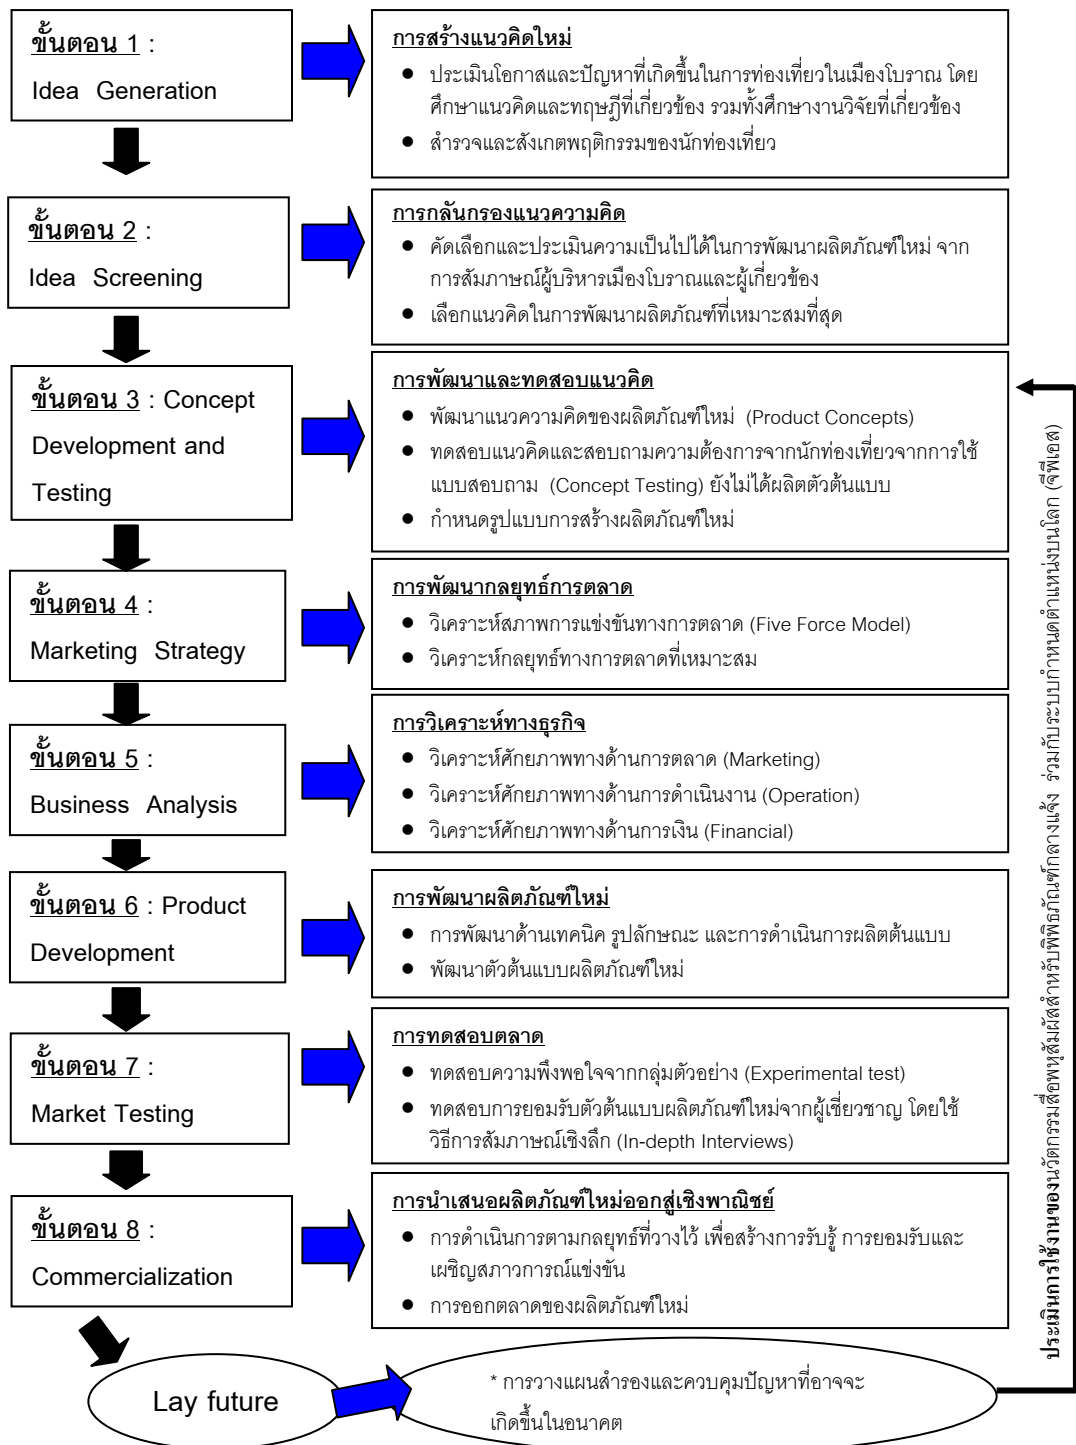 ขั้นตอน 1 :
Idea Generation
การสร้างแนวคิดใหม่
● ประเมินโอกาสและปัญหาที่เกิดขึ้นในการท่องเที่ยวในเมืองโบราณ โดย
ศึกษาแนวคิดและทฤษฎีที่เกี่ยวข้อง รวมทั้งศึกษางานวิจัยที่เกี่ยวข้อง
● สำรวจและสังเกตพฤติกรรมของนักท่องเที่ยว
ขั้นตอน 2 :
Idea Screening
การกลั่นกรองแนวความคิด
● คัดเลือกและประเมินความเป็นไปได้ในการพัฒนาผลิตภัณฑ์ใหม่ จาก
การสัมภาษณ์ผู้บริหารเมืองโบราณและผู้เกี่ยวข้อง
● เลือกแนวคิดในการพัฒนาผลิตภัณฑ์ที่เหมาะสมที่สุด
ขั้นตอน 3 : Concept
Development and
Testing
การพัฒนาและทดสอบแนวคิด
● พัฒนาแนวความคิดของผลิตภัณฑ์ใหม่ (Product Concepts)
● ทดสอบแนวคิดและสอบถามความต้องการจากนักท่องเที่ยวจากการใช้
แบบสอบถาม (Concept Testing) ยังไม่ได้ผลิตตัวต้นแบบ
● กำหนดรูปแบบการสร้างผลิตภัณฑ์ใหม่
ขั้นตอน 4 :
Marketing Strategy
การพัฒนากลยุทธ์การตลาด
● วิเคราะห์สภาพการแข่งขันทางการตลาด (Five Force Model)
● วิเคราะห์กลยุทธ์ทางการตลาดที่เหมาะสม
ขั้นตอน 5 :
Business Analysis
การวิเคราะห์ทางธุรกิจ
● วิเคราะห์ศักยภาพทางด้านการตลาด (Marketing)
● วิเคราะห์ศักยภาพทางด้านการดำเนินงาน (Operation)
● วิเคราะห์ศักยภาพทางด้านการเงิน (Financial)
ขั้นตอน 6 : Product
Development
การพัฒนาผลิตภัณฑ์ใหม่
● การพัฒนาด้านเทคนิค รูปลักษณะ และการดำเนินการผลิตต้นแบบ
● พัฒนาตัวต้นแบบผลิตภัณฑ์ใหม่
ขั้นตอน 7 :
Market Testing
การทดสอบตลาด
● ทดสอบความพึงพอใจจากกลุ่มตัวอย่าง (Experimental test)
● ทดสอบการยอมรับตัวต้นแบบผลิตภัณฑ์ใหม่จากผู้เชี่ยวชาญ โดยใช้
วิธีการสัมภาษณ์เชิงลึก (In-depth Interviews)
ขั้นตอน 8 :
Commercialization
การนำเสนอผลิตภัณฑ์ใหม่ออกสู่เชิงพาณิชย์
● การดำเนินการตามกลยุทธ์ที่วางไว้ เพื่อสร้างการรับรู้ การยอมรับและ
เผชิญสภาวการณ์แข่งขัน
● การออกตลาดของผลิตภัณฑ์ใหม่
Lay future
* การวางแผนสำรองและควบคุมปัญหาที่อาจจะ
เกิดขึ้นในอนาคต
ประเมินการใช้งานของนวัตกรรมสื่อพหุสัมผัสสำหรับพิพิธภัณฑ์กลางแจ้ง ร่วมกับระบบกำหนดตำแหน่งบนโลก (จีพีเอส)